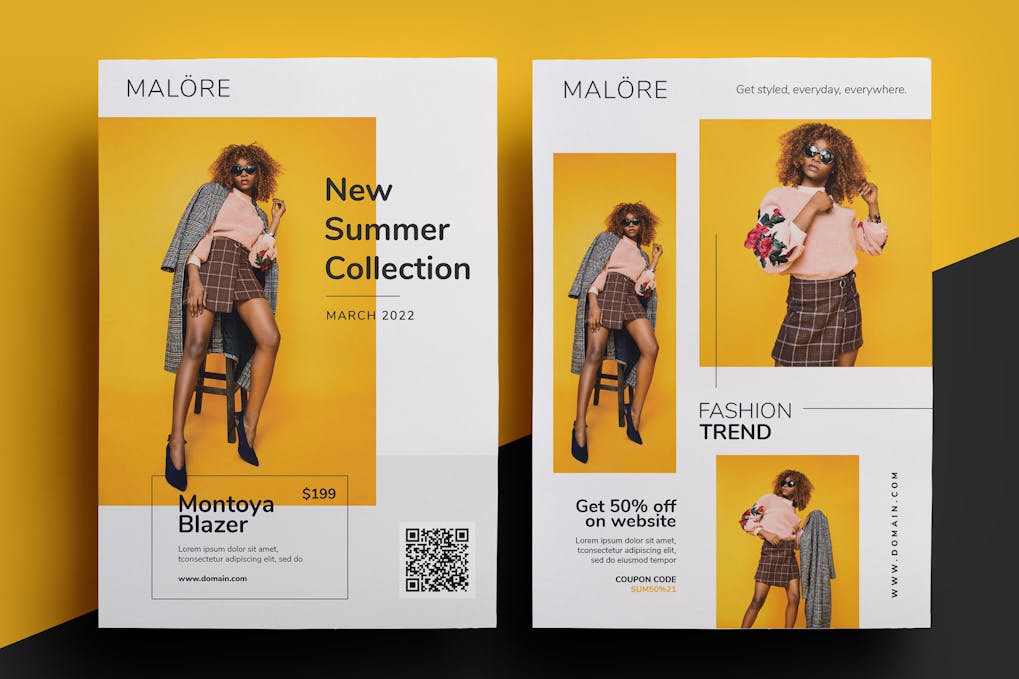 MALÖRE
New
Summer
Collection
MARCH 2022
$199
Montoya
Blazer
Lorem ipsum dolor sit amet,
tconsectetur adipiscing elit, sed do
www.domain.com
MALÖRE
Get styled, everyday, everywhere.
FASHION
TREND
Get 50% off
on website
Lorem ipsum dolor sit amet,
tconsectetur adipiscing elit,
sed do eiusmod tempor
COUPON CODE
SUM50%21
WWW.DOMAIN.COM